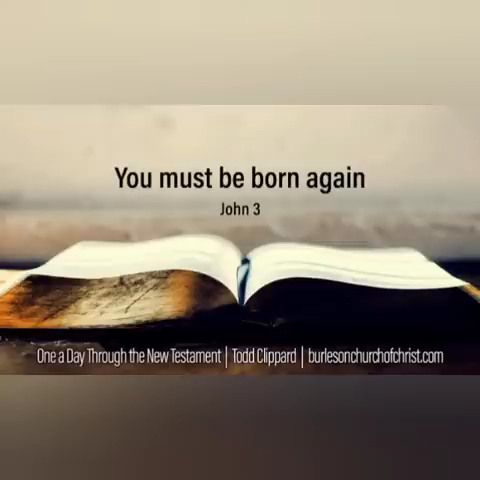 You must be born again
John 3
One a Day Through the New Testament | Todd Clippard | burlesonchurchofchrist.com